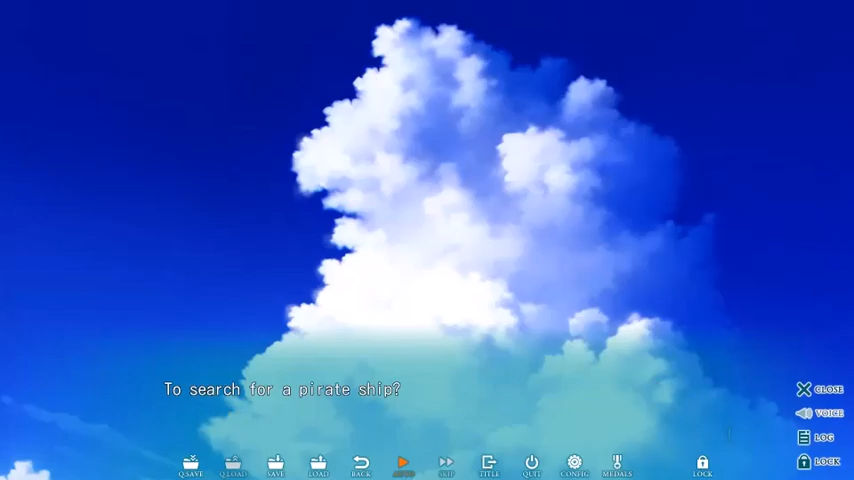 To search for a pirate ship?
CLOSE
VOICE
LOG
LOCK
Q.SAVE Q.LOAD SAVE LOAD BACK AUTO SKIP TITLE QUIT CONFIG MEDALS LOCK